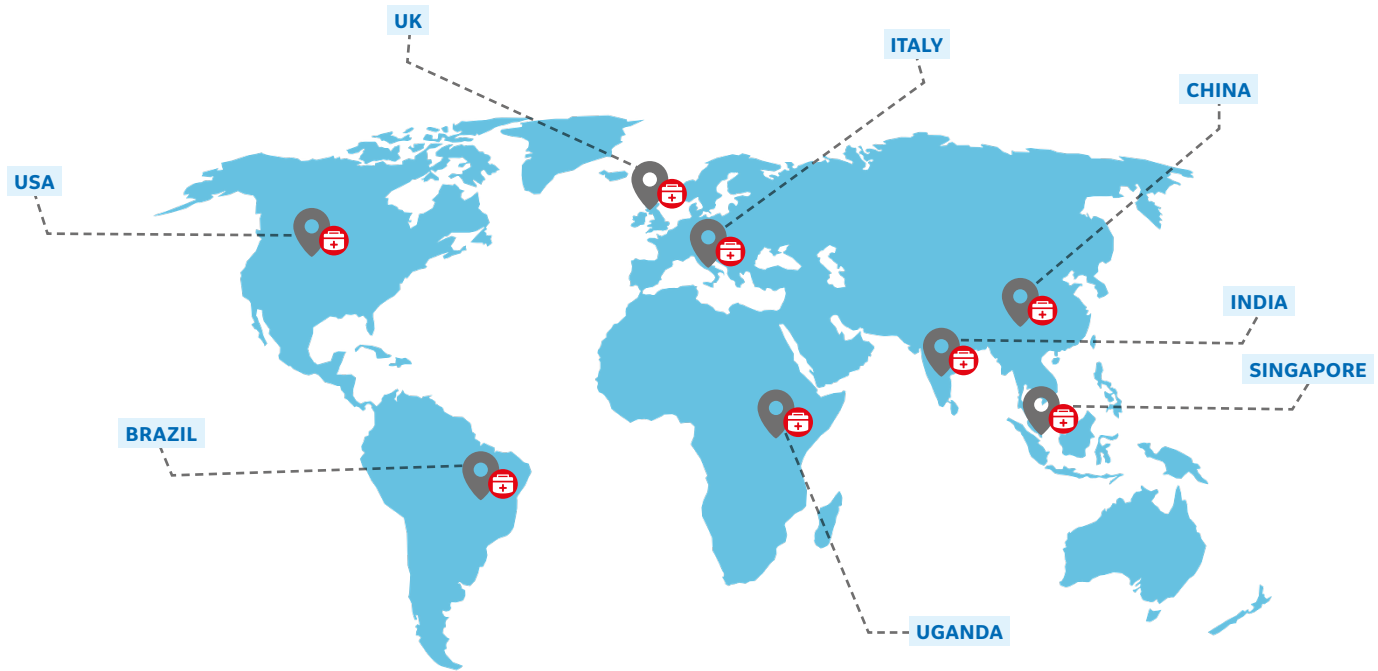 UK
ITALY
CHINA
USA
INDIA
SINGAPORE
BRAZIL
UGANDA